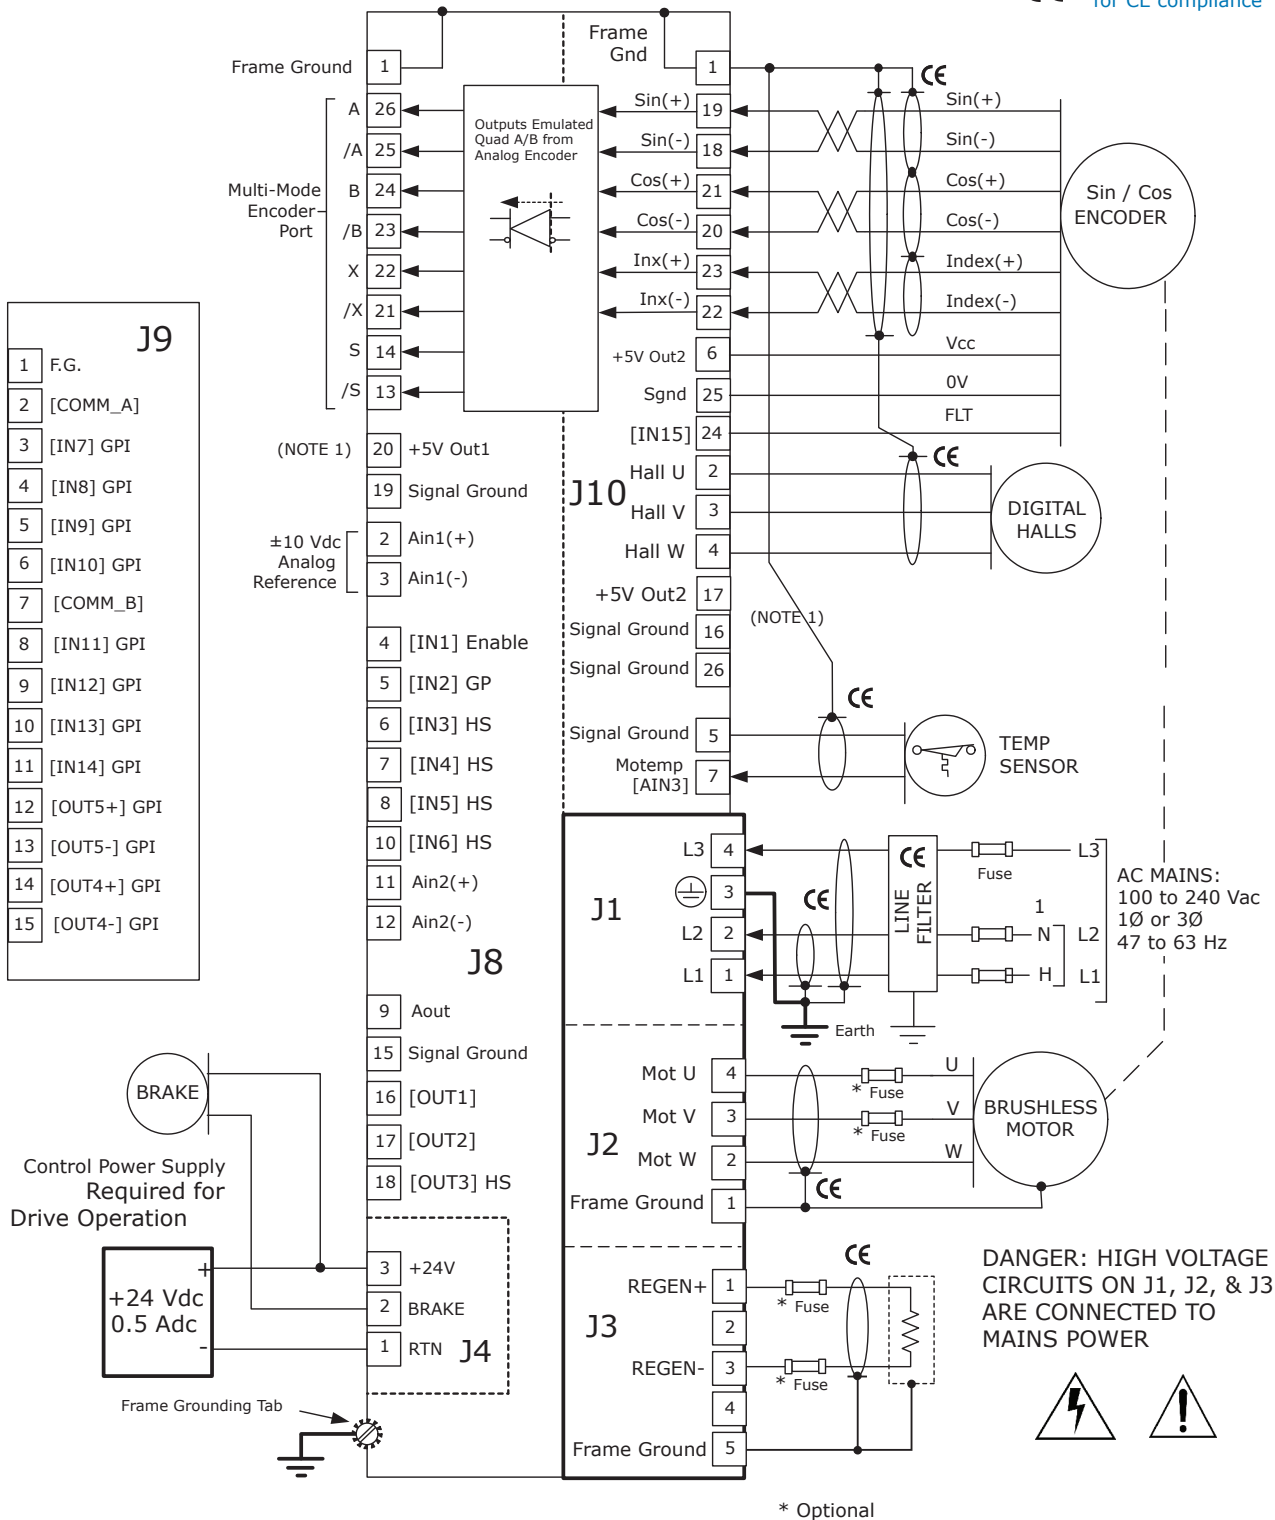 for CE compliance
Frame Ground 1
A 26
/A 25
B 24
/B 23
X 22
/X 21
S 14
/S 13
Multi-Mode
Encoder
Port
Outputs Emulated
Quad A/B from
Analog Encoder
Frame
Gnd 1
Sin(+) 19 Sin(+)
Sin(-) 18 Sin(-)
Cos(+) 21 Cos(+)
Cos(-) 20 Cos(-)
Inx(+) 23 Index(+)
Inx(-) 22 Index(-)
+5V Out2 6 Vcc
Sgnd 25 0V
[IN15] 24 FLT
CE
Sin / Cos
ENCODER
J9
1 F.G.
2 [COMM_A]
3 [IN7] GPI
4 [IN8] GPI
5 [IN9] GPI
6 [IN10] GPI
7 [COMM_B]
8 [IN11] GPI
9 [IN12] GPI
10 [IN13] GPI
11 [IN14] GPI
12 [OUT5+] GPI
13 [OUT5-] GPI
14 [OUT4+] GPI
15 [OUT4-] GPI
(NOTE 1) 20 +5V Out1
19 Signal Ground
±10 Vdc
Analog
Reference
2 Ain1(+)
3 Ain1(-)
4 [IN1] Enable
5 [IN2] GP
6 [IN3] HS
7 [IN4] HS
8 [IN5] HS
10 [IN6] HS
11 Ain2(+)
12 Ain2(-)
J8
9 Aout
15 Signal Ground
16 [OUT1]
17 [OUT2]
18 [OUT3] HS
J10
Hall U 2
Hall V 3
Hall W 4
CE
DIGITAL
HALLS
+5V Out2 17
(NOTE 1)
Signal Ground 16
Signal Ground 26
Signal Ground 5
Motemp
[AIN3] 7
CE
TEMP
SENSOR
J1
L3 4
3
L2 2
L1 1
CE
CE
LINE
FILTER
Fuse
L3
1
N L2
H L1
AC MAINS:
100 to 240 Vac
1Ø or 3Ø
47 to 63 Hz
Earth
J2
Mot U 4
Mot V 3
Mot W 2
Frame Ground 1
* Fuse
* Fuse
U
V
W
CE
BRUSHLESS
MOTOR
BRAKE
Control Power Supply
Required for
Drive Operation
+
+24 Vdc
0.5 Adc
-
3 +24V
2 BRAKE
1 RTN
J4
Frame Grounding Tab
J3
REGEN+ 1
2
REGEN- 3
4
Frame Ground 5
* Fuse
* Fuse
CE
DANGER: HIGH VOLTAGE
CIRCUITS ON J1, J2, & J3
ARE CONNECTED TO
MAINS POWER
* Optional